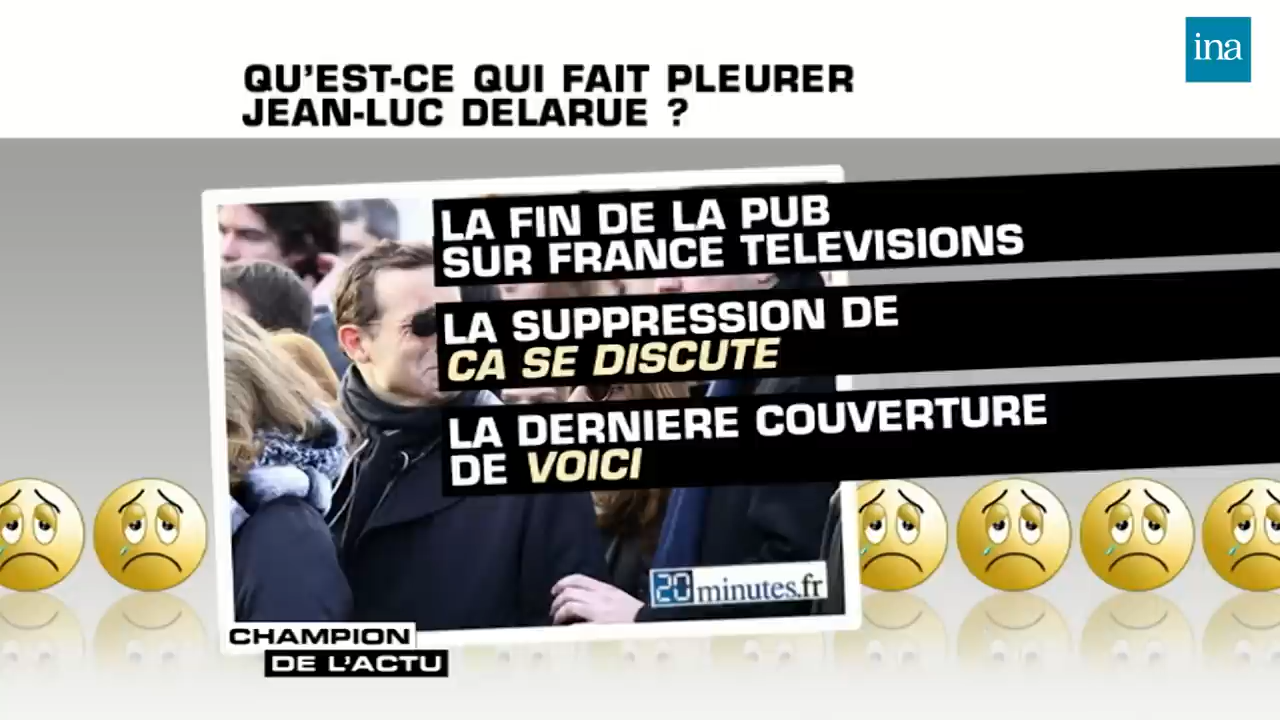 ina
QU'EST-CE QUI FAIT PLEURER
JEAN-LUC DELARUE ?
LA FIN DE LA PUB
SUR FRANCE TELEVISIONS
LA SUPPRESSION DE
CA SE DISCUTE
LA DERNIERE COUVERTURE
DE VOICI
20minutes.fr
CHAMPION
DE L'ACTU